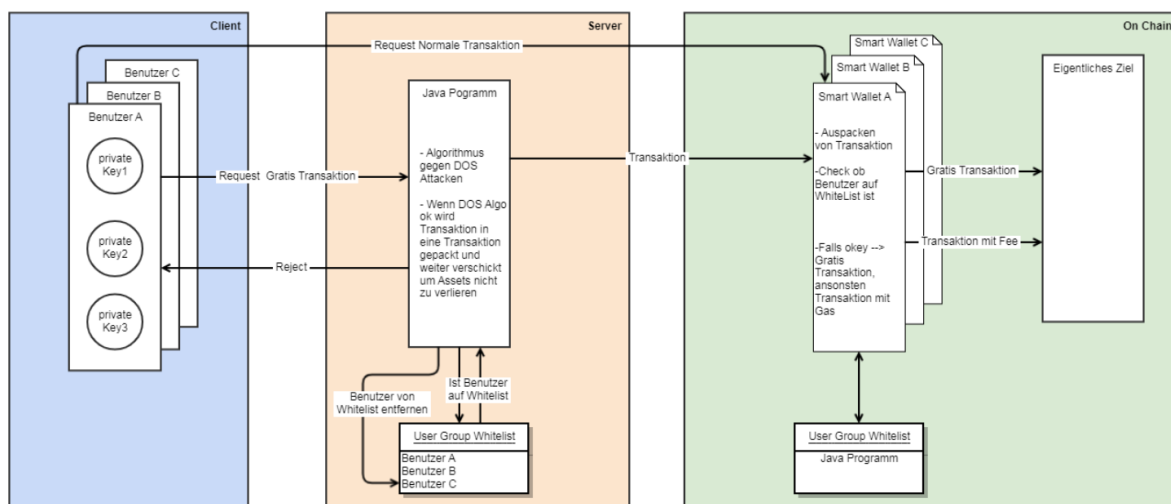 Client
Server
On Chain
Request Normale Transaktion
Benutzer C
Benutzer B
Benutzer A
private
Key1
private
Key2
private
Key3
Request Gratis Transaktion
Reject
Java Pogramm
- Algorithmus
gegen DOS
Attacken
- Wenn DOS Algo
ok wird
Transaktion in
eine Transaktion
gepackt und
weiter verschickt
um Assets nicht
zu verlieren
Benutzer von
Whitelist entfernen
Ist Benutzer
auf Whitelist
User Group Whitelist
Benutzer A
Benutzer B
Benutzer C
Transaktion
Smart Wallet C
Smart Wallet B
Smart Wallet A
- Auspacken
von Transaktion
-Check ob
Benutzer auf
WhiteList ist
-Falls okey -->
Gratis
Transaktion,
ansonsten
Transaktion mit
Gas
Gratis Transaktion
Transaktion mit Fee
Eigentliches Ziel
User Group Whitelist
Java Programm